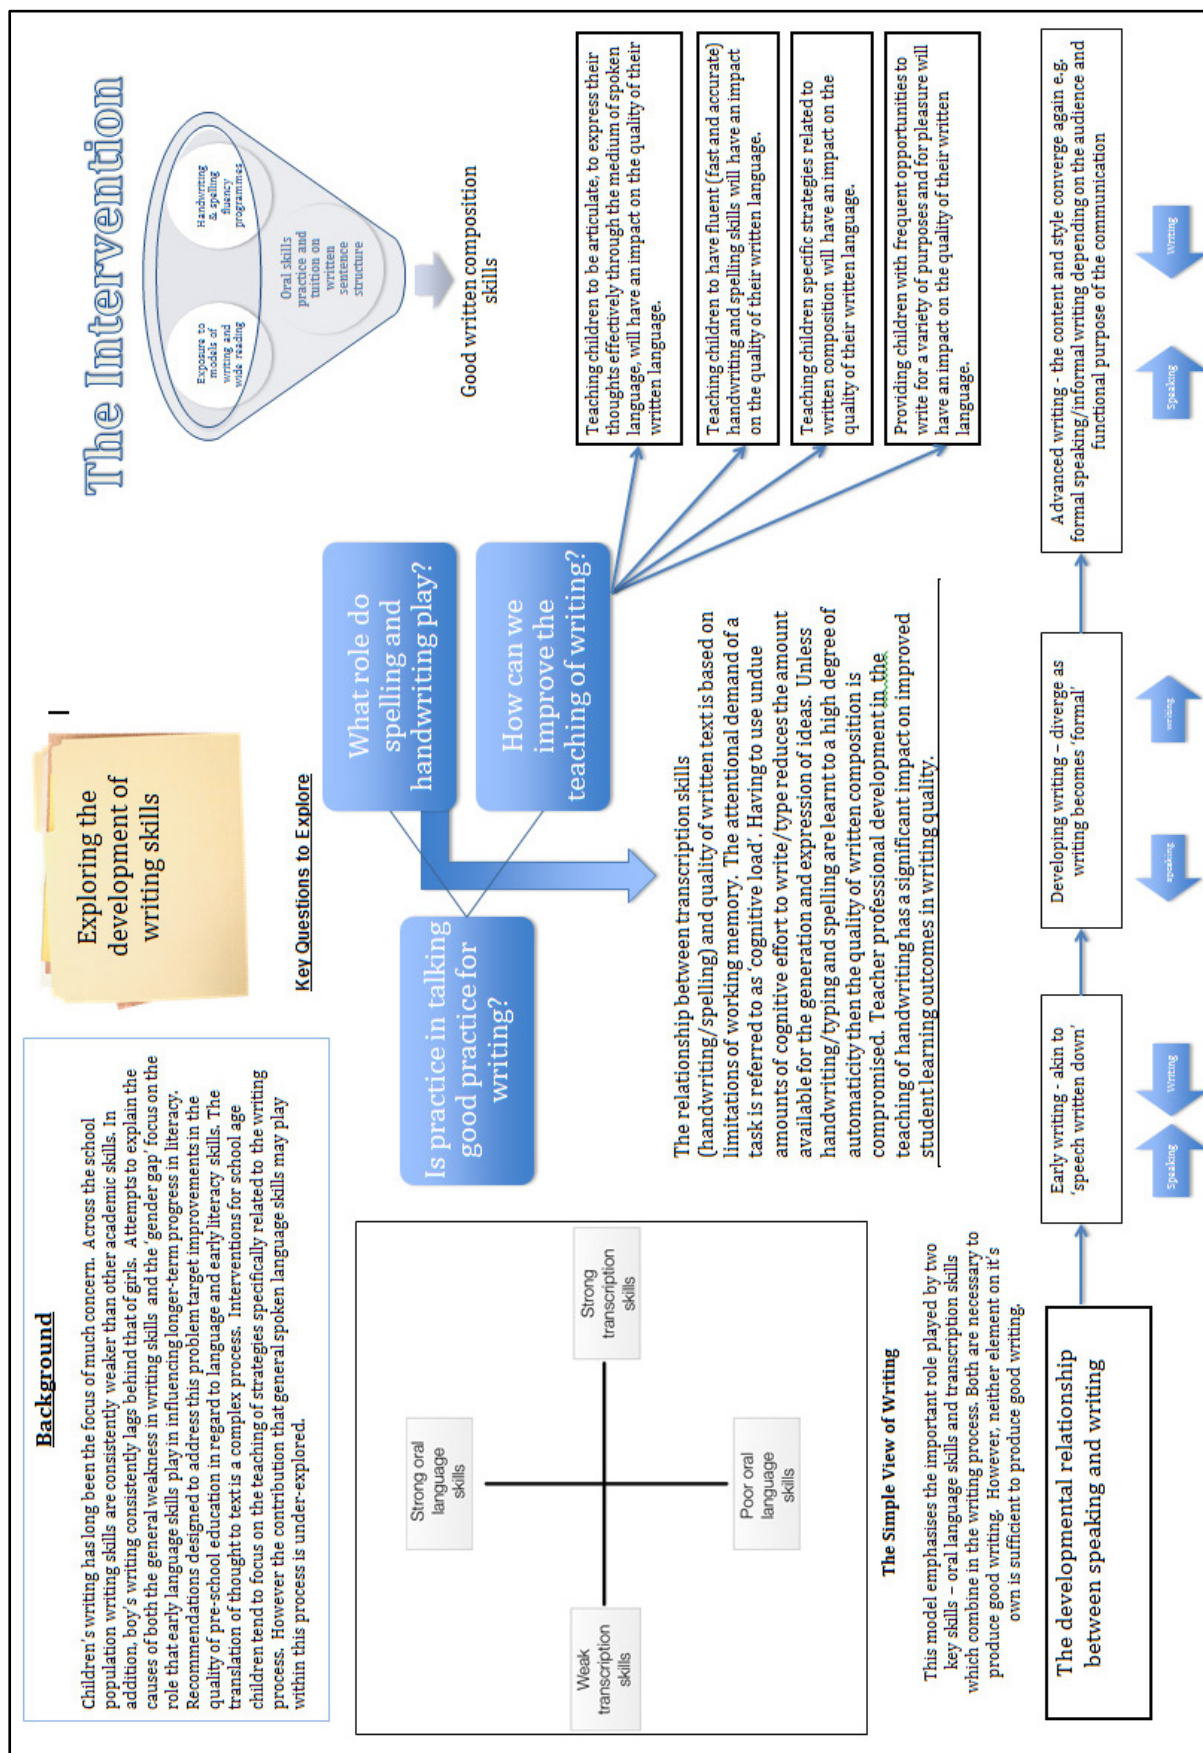 Background
Children's writing has long been the focus of much concern.  Across the school
population writing skills are consistently weaker than other academic skills. In
addition, boy's writing consistently lags behind that of girls.  Attempts to explain the
causes of both the general weakness in writing skills and the 'gender gap' focus on the
role that early language skills play in influencing longer-term progress in literacy.
Recommendations designed to address this problem target improvements in the
quality of pre-school education in regard to language and early literacy skills. The
translation of thought to text is a complex process. Interventions for school age
children tend to focus on the teaching of strategies specifically related to the writing
process. However the contribution that general spoken language skills may play
within this process is under-explored.
Exploring the
development of
writing skills
The Intervention
Exposure to
models of
writing and
wide reading
Handwriting
& spelling
fluency
programmes
Oral skills
practice and
tuition on
written
sentence
structure
Good written composition
skills
Key Questions to Explore
Is practice in talking
good practice for
writing?
What role do
spelling and
handwriting play?
How can we
improve the
teaching of writing?
Teaching children to be articulate, to express their
thoughts effectively through the medium of spoken
language, will have an impact on the quality of their
written language.
Teaching children to have fluent (fast and accurate)
handwriting and spelling skills will have an impact
on the quality of their written language.
Teaching children specific strategies related to
written composition will have an impact on the
quality of their written language.
Providing children with frequent opportunities to
write for a variety of purposes and for pleasure will
have an impact on the quality of their written
language.
Strong oral
language
skills
Weak
transcription
skills
Strong
transcription
skills
Poor oral
language
skills
The Simple View of Writing
This model emphasises the important role played by two
key skills – oral language skills and transcription skills
which combine in the writing process. Both are necessary to
produce good writing.  However, neither element on it's
own is sufficient to produce good writing.
The relationship between transcription skills
(handwriting/spelling) and quality of written text is based on
limitations of working memory. The attentional demand of a
task is referred to as 'cognitive load'. Having to use undue
amounts of cognitive effort to write/type reduces the amount
available for the generation and expression of ideas. Unless
handwriting/typing and spelling are learnt to a high degree of
automaticity then the quality of written composition is
compromised. Teacher professional development in the
teaching of handwriting has a significant impact on improved
student learning outcomes in writing quality.
The developmental relationship
between speaking and writing
Early writing - akin to
'speech written down'
Developing writing – diverge as
writing becomes 'formal'
Advanced writing - the content and style converge again e.g.
formal speaking/informal writing depending on the audience and
functional purpose of the communication
Speaking
Writing
speaking
writing
Speaking
Writing